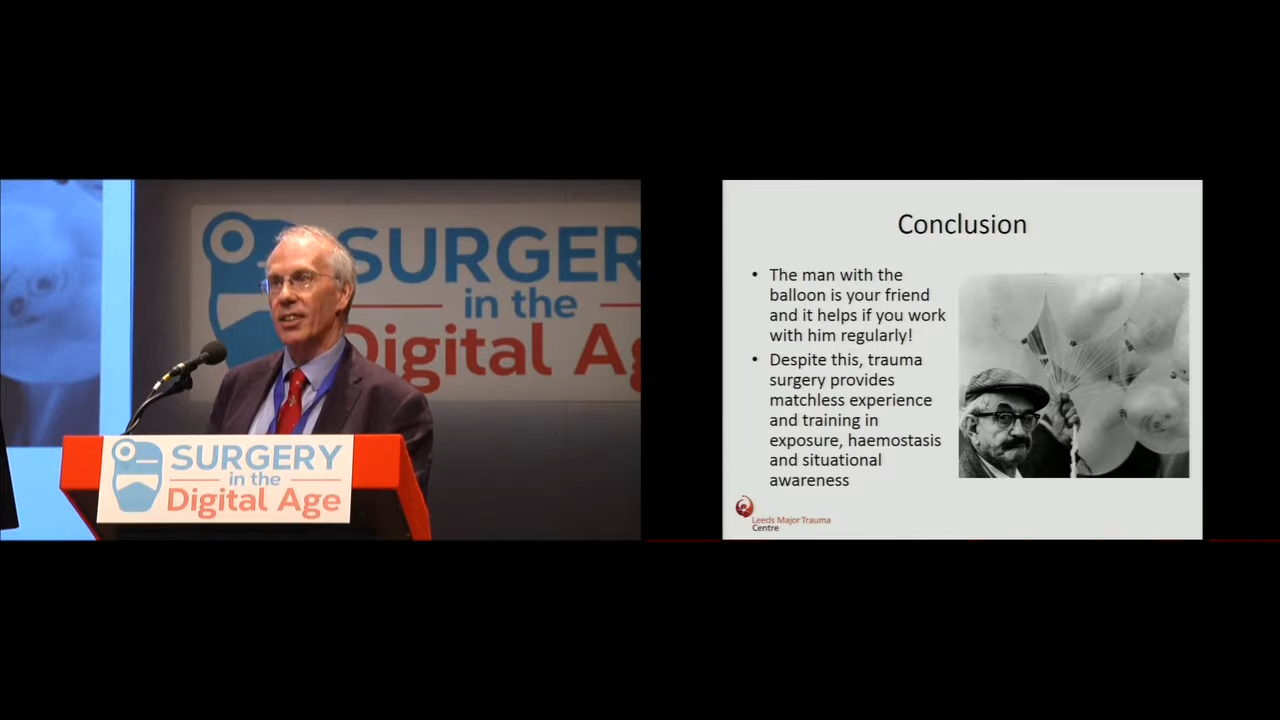 SURGER
in the
Digital A
SURGERY
in the
Digital Age
Conclusion
• The man with the
balloon is your friend
and it helps if you work
with him regularly!
• Despite this, trauma
surgery provides
matchless experience
and training in
exposure, haemostasis
and situational
awareness
Leeds Major Trauma
Centre